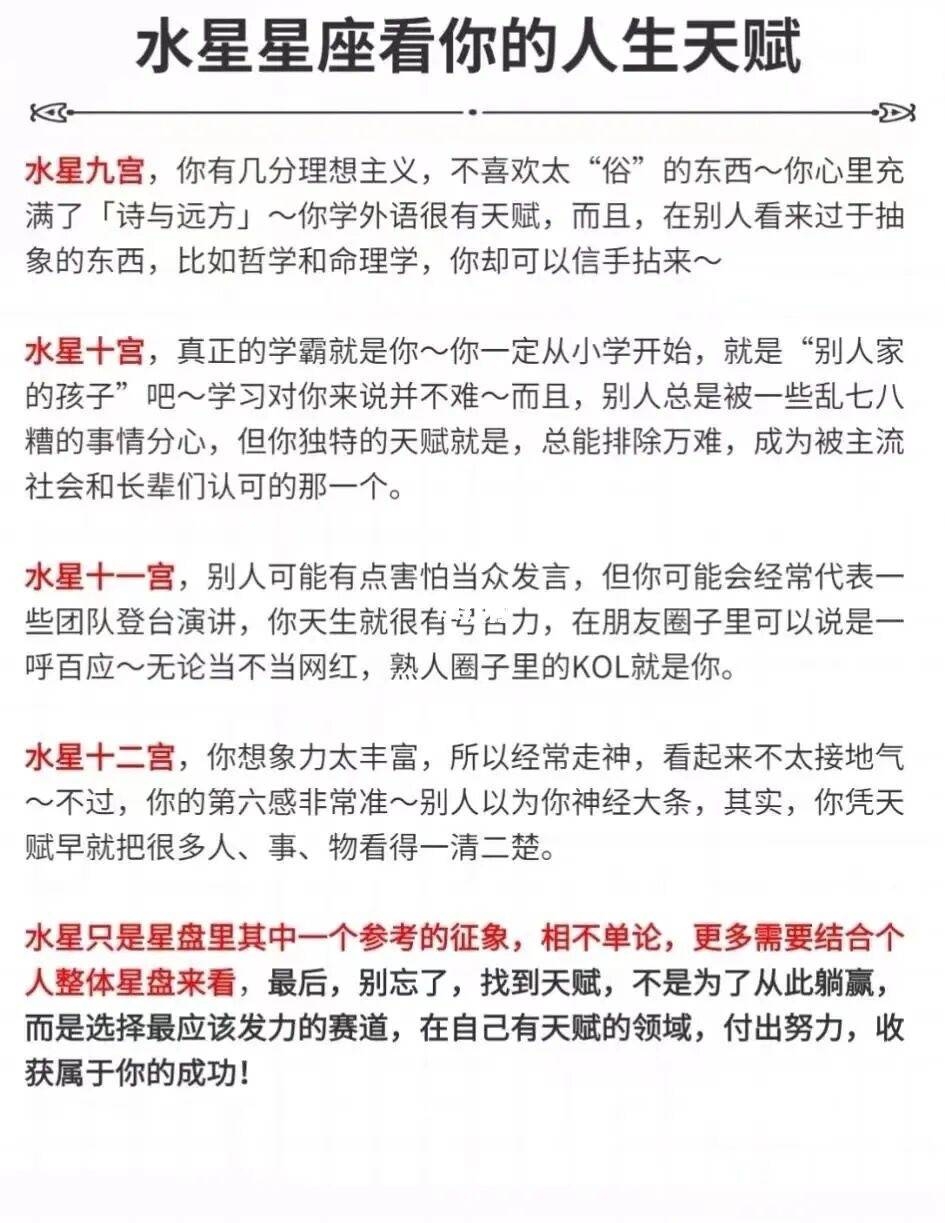 水星星座看你的人生天赋
水星九宫，你有几分理想主义，不喜欢太“俗”的东西～你心里充
满了「诗与远方」～你学外语很有天赋，而且，在别人看来过于抽
象的东西，比如哲学和命理学，你却可以信手拈来～
水星十宫，真正的学霸就是你～你一定从小学开始，就是“别人家
的孩子”吧～学习对你来说并不难～而且，别人总是被一些乱七八
糟的事情分心，但你独特的天赋就是，总能排除万难，成为被主流
社会和长辈们认可的那一个。
水星十一宫，别人可能有点害怕当众发言，但你可能会经常代表一
些团队登台演讲，你天生就很有号召力，在朋友圈子里可以说是一
呼百应～无论当不当网红，熟人圈子里的KOL就是你。
水星十二宫，你想象力太丰富，所以经常走神，看起来不太接地气
～不过，你的第六感非常准～别人以为你神经大条，其实，你凭天
赋早就把很多人、事、物看得一清二楚。
水星只是星盘里其中一个参考的征象，相不单论，更多需要结合个
人整体星盘来看，最后，别忘了，找到天赋，不是为了从此躺赢，
而是选择最应该发力的赛道，在自己有天赋的领域，付出努力，收
获属于你的成功！